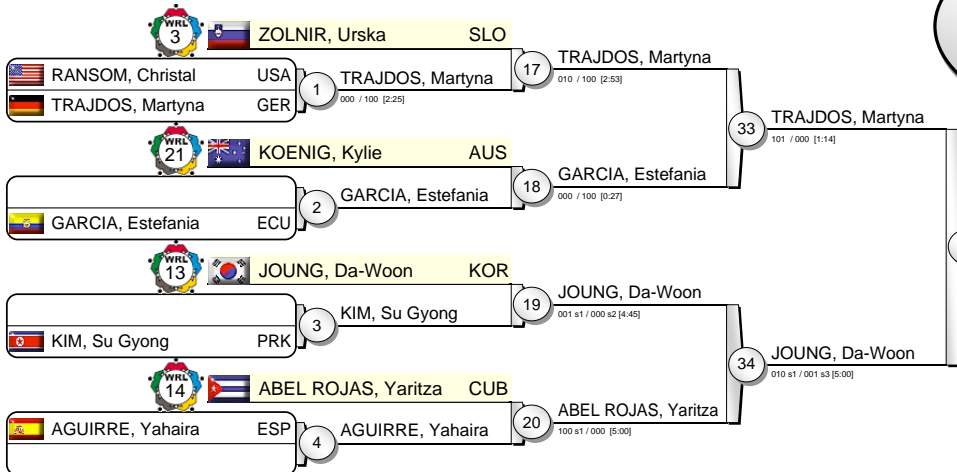 WRL 3 ZOLNIR, Urska SLO
RANSOM, Christal USA
TRAJDOS, Martyna GER
1 TRAJDOS, Martyna
000 / 100 [2:25]
17 TRAJDOS, Martyna
010 / 100 [2:53]
WRL 21 KOENIG, Kylie AUS
GARCIA, Estefania ECU
2 GARCIA, Estefania
18 GARCIA, Estefania
000 / 100 [0:27]
33 TRAJDOS, Martyna
101 / 000 [1:14]
WRL 13 JOUNG, Da-Woon KOR
KIM, Su Gyong PRK
3 KIM, Su Gyong
19 JOUNG, Da-Woon
001 s1 / 000 s2 [4:45]
WRL 14 ABEL ROJAS, Yaritza CUB
AGUIRRE, Yahaira ESP
4 AGUIRRE, Yahaira
20 ABEL ROJAS, Yaritza
100 s1 / 000 [5:00]
34 JOUNG, Da-Woon
010 s1 / 001 s3 [5:00]